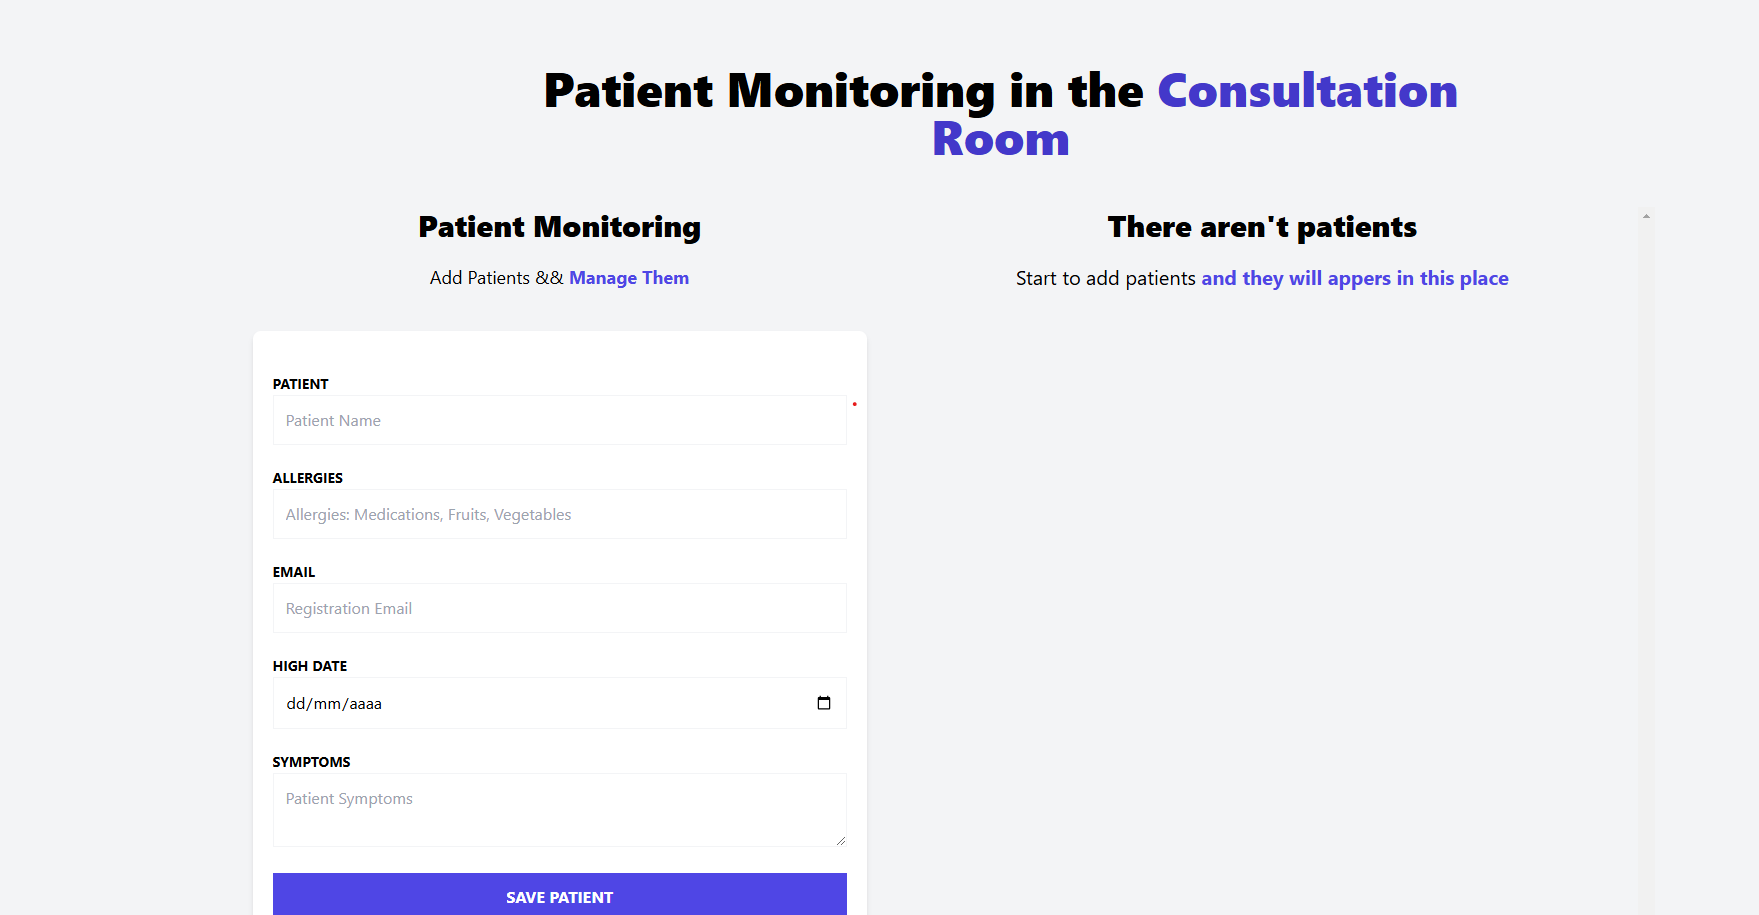 Patient Monitoring in the Consultation
Room
Patient Monitoring
Add Patients && Manage Them
PATIENT
Patient Name
ALLERGIES
Allergies: Medications, Fruits, Vegetables
EMAIL
Registration Email
HIGH DATE
dd/mm/aaaa
SYMPTOMS
Patient Symptoms
SAVE PATIENT
There aren't patients
Start to add patients and they will appers in this place